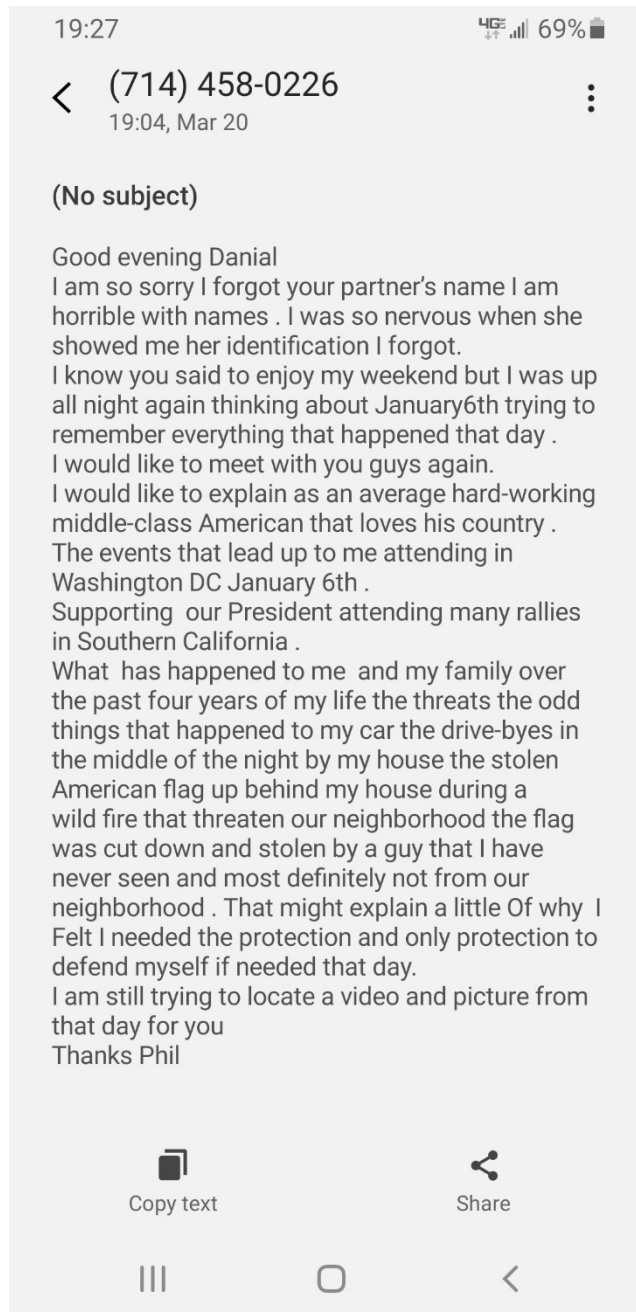 19:27
4GE 69%
(714) 458-0226
19:04, Mar 20
(No subject)
Good evening Danial
I am so sorry I forgot your partner's name I am
horrible with names . I was so nervous when she
showed me her identification I forgot.
I know you said to enjoy my weekend but I was up
all night again thinking about January6th trying to
remember everything that happened that day .
I would like to meet with you guys again.
I would like to explain as an average hard-working
middle-class American that loves his country .
The events that lead up to me attending in
Washington DC January 6th .
Supporting our President attending many rallies
in Southern California .
What has happened to me and my family over
the past four years of my life the threats the odd
things that happened to my car the drive-byes in
the middle of the night by my house the stolen
American flag up behind my house during a
wild fire that threaten our neighborhood the flag
was cut down and stolen by a guy that I have
never seen and most definitely not from our
neighborhood . That might explain a little Of why I
Felt I needed the protection and only protection to
defend myself if needed that day.
I am still trying to locate a video and picture from
that day for you
Thanks Phil
Copy text
Share